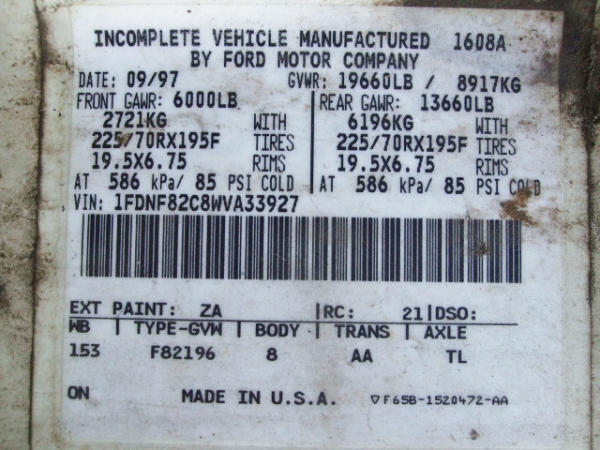 INCOMPLETE VEHICLE MANUFACTURED 1608A
BY FORD MOTOR COMPANY
DATE: 09/97 GVWR: 19660LB / 8917KG
FRONT GAWR: 6000LB REAR GAWR: 13660LB
2721KG WITH 6196KG WITH
225/70RX195F TIRES 225/70RX195F TIRES
19.5X6.75 RIMS 19.5X6.75 RIMS
AT 586 kPa/ 85 PSI COLD AT 586 kPa/ 85 PSI COLD
VIN: 1FDNF82C8WVA33927
EXT PAINT: ZA |RC: 21|DSO:
WB | TYPE-GVW | BODY | TRANS | AXLE
153 F82196 8 AA TL
ON MADE IN U.S.A. ▽F65B-1520472-AA